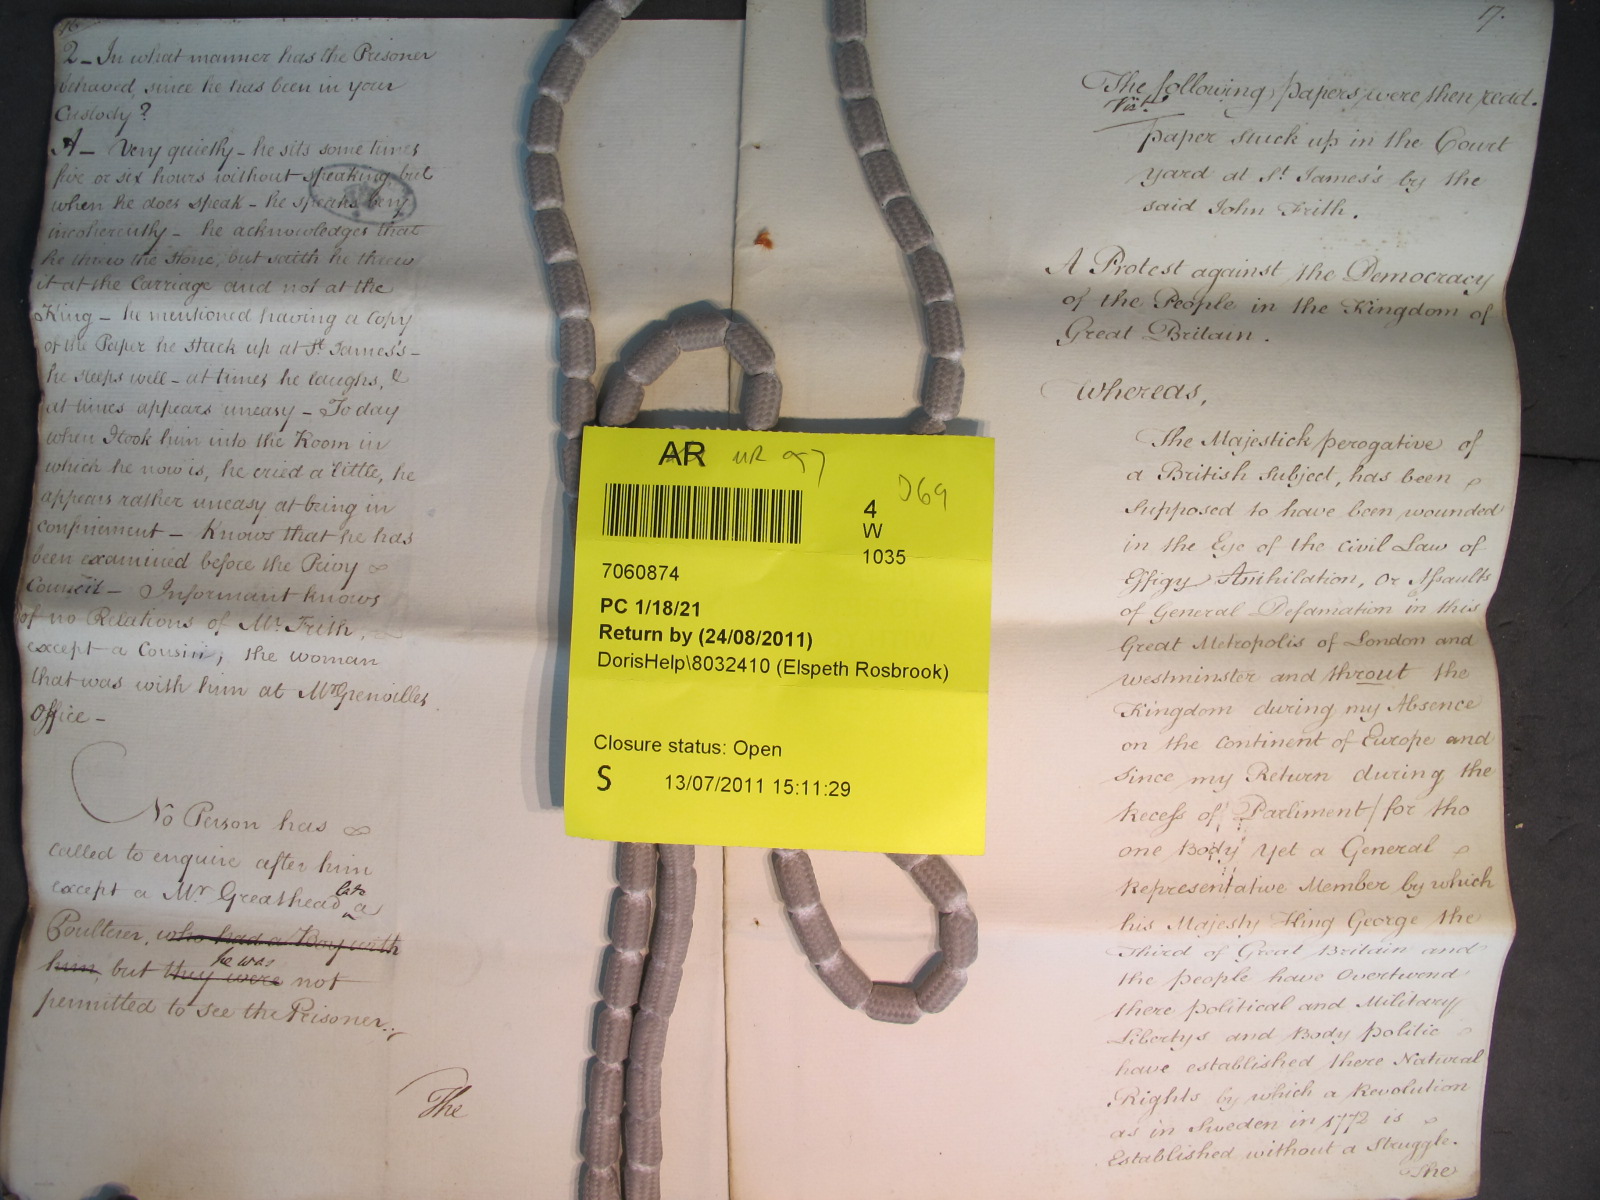 16
2 - In what manner has the Prisoner
behaved, since he has been in your
Custody?
A - Very quietly - he sits some times
five or six hours without speaking, but
when he does speak - he speaks very
incoherently - he acknowledges that
he threw the Stone, but saith he threw
it at the Carriage and not at the
King - he mentioned having a Copy
of the Paper he stuck up at St. James's -
he sleeps well - at times he laughs, &
at times appears uneasy - To day
when I took him into the Room in
which he now is, he cried a little, he
appears rather uneasy at being in
confinement - Knows that he has
been examined before the Privy
Council - Informant knows
of no Relations of Mr. Frith,
except a Cousin; the woman
that was with him at Mr Grenvilles
Office -
No Person has
called to enquire after him
except a Mr Greathead late a
Poulterer, who had a Boy with
him, but they were he was not
permitted to see the Prisoner.
The
17.
The following papers were then read.
Vizt.
Paper stuck up in the Court
yard at St. James's by the
said John Frith.
A Protest against the Democracy
of the People in the Kingdom of
Great Britain.
Whereas,
The Majestick perogative of
a British Subject, has been
Supposed to have been wounded
in the Eye of the Civil Law of
Effigy Anihilation, Or Assaults
of General Defamation in this
Great Metropolis of London and
Westminster and throut the
Kingdom during my Absence
on the Continent of Europe and
Since my Return during the
Recess of Parliment / for tho
one Body yet a General
Representative Member by which
his Majesty King George the
Third of Great Britain and
the people have Overturnd
there Political and Military
Libertys and Body politic
have established there Natural
Rights by which a Revolution
as in Sweden in 1772 is
Established without a Struggle.
The
AR
4
D69
W
1035
7060874
PC 1/18/21
Return by (24/08/2011)
DorisHelp\8032410 (Elspeth Rosbrook)
Closure status: Open
S 13/07/2011 15:11:29